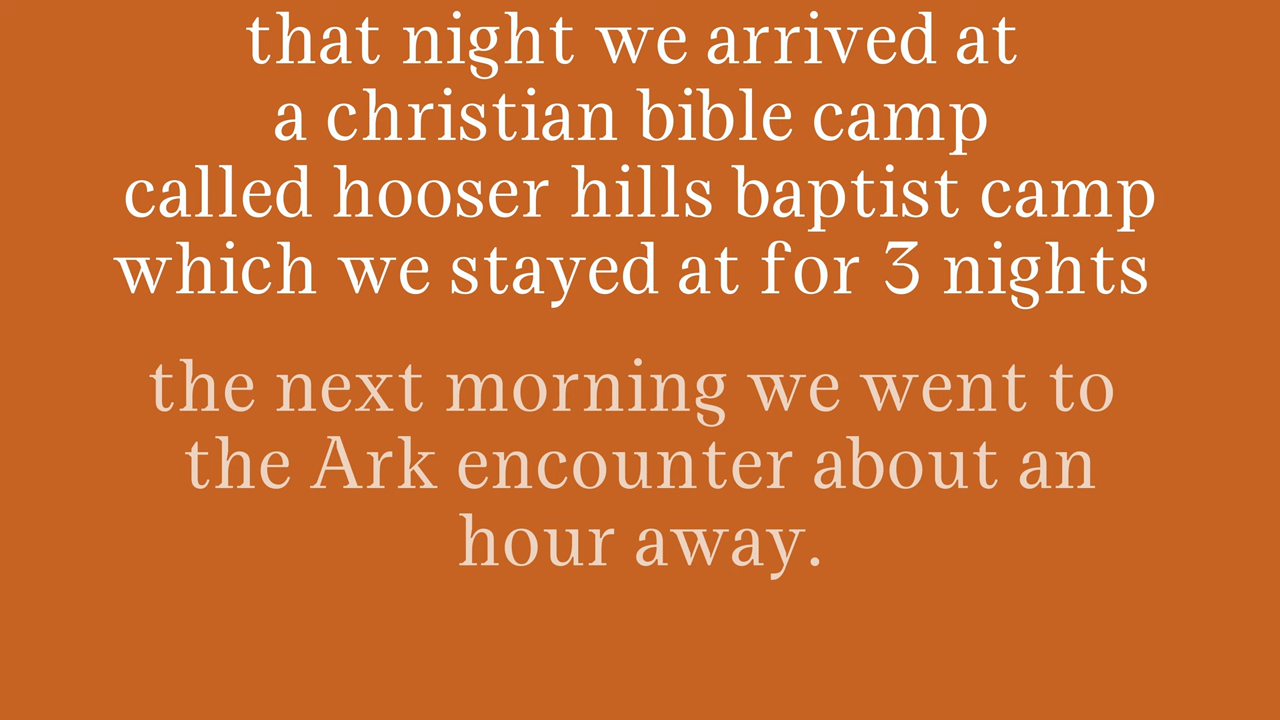 that night we arrived at
a christian bible camp
called hooser hills baptist camp
which we stayed at for 3 nights
the next morning we went to
the Ark encounter about an
hour away.